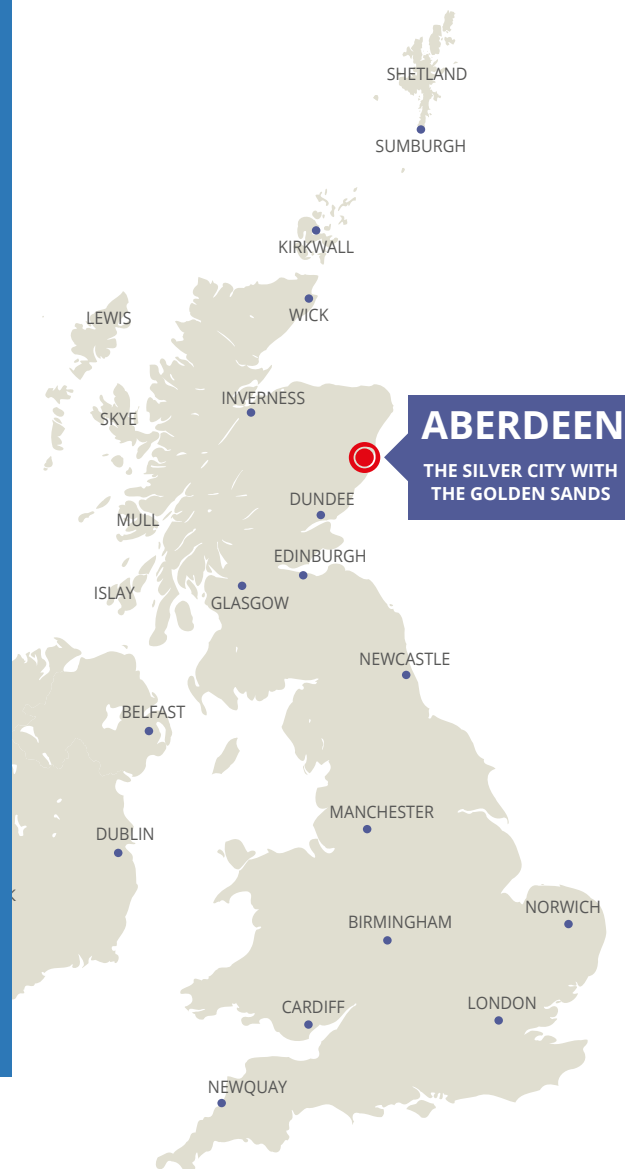 SHETLAND
SUMBURGH
KIRKWALL
WICK
LEWIS
INVERNESS
SKYE
ABERDEEN
THE SILVER CITY WITH
THE GOLDEN SANDS
DUNDEE
MULL
EDINBURGH
ISLAY
GLASGOW
NEWCASTLE
BELFAST
MANCHESTER
DUBLIN
K
NORWICH
BIRMINGHAM
CARDIFF
LONDON
NEWQUAY